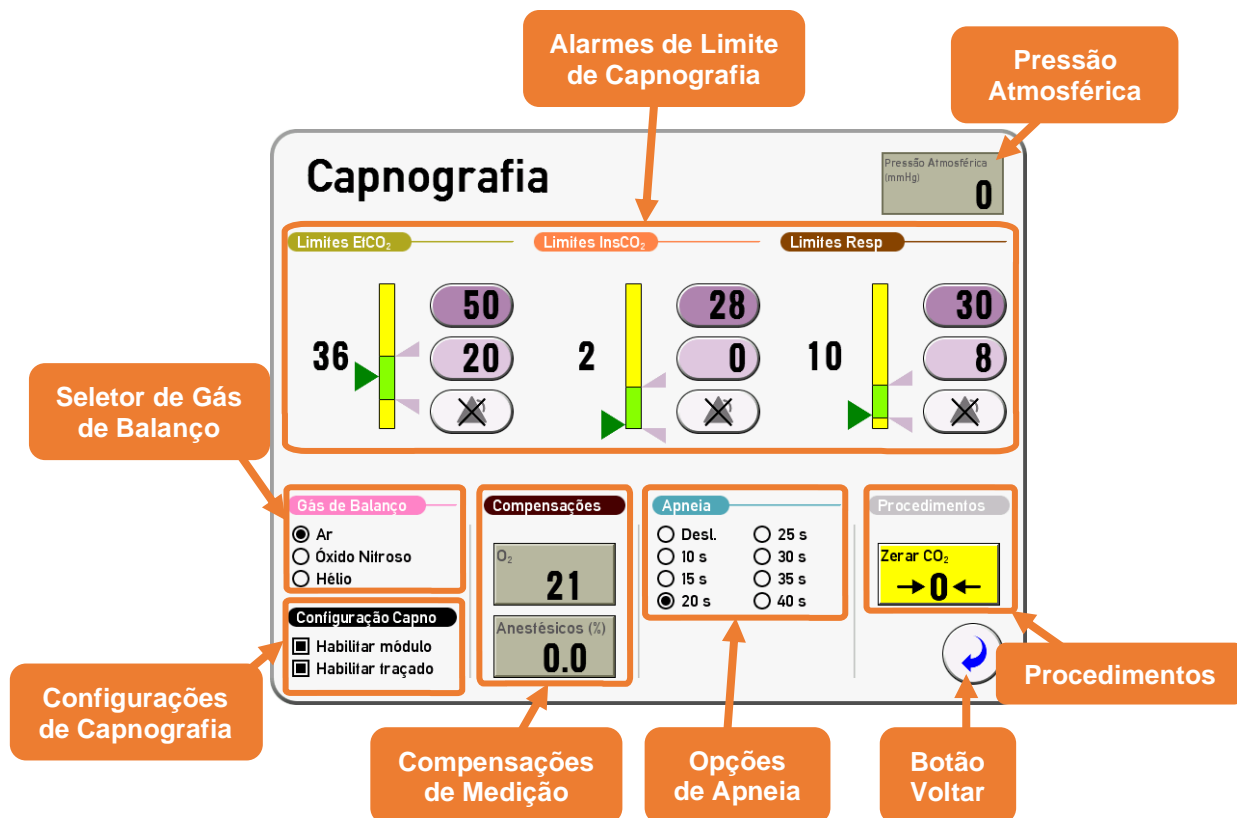 Alarmes de Limite
de Capnografia
Pressão
Atmosférica
Capnografia
Pressão Atmosférica
(mmHg)
0
Limites EtCO₂
Limites InsCO₂
Limites Resp
36
50
20
2
28
0
10
30
8
Seletor de Gás
de Balanço
Gás de Balanço
Ar
Óxido Nitroso
Hélio
Compensações
O₂
21
Anestésicos (%)
0.0
Apneia
Desl.
10 s
15 s
20 s
25 s
30 s
35 s
40 s
Procedimentos
Zerar CO₂
→0←
Configuração Capno
Habilitar módulo
Habilitar traçado
Configurações
de Capnografia
Compensações
de Medição
Opções
de Apneia
Botão
Voltar
Procedimentos